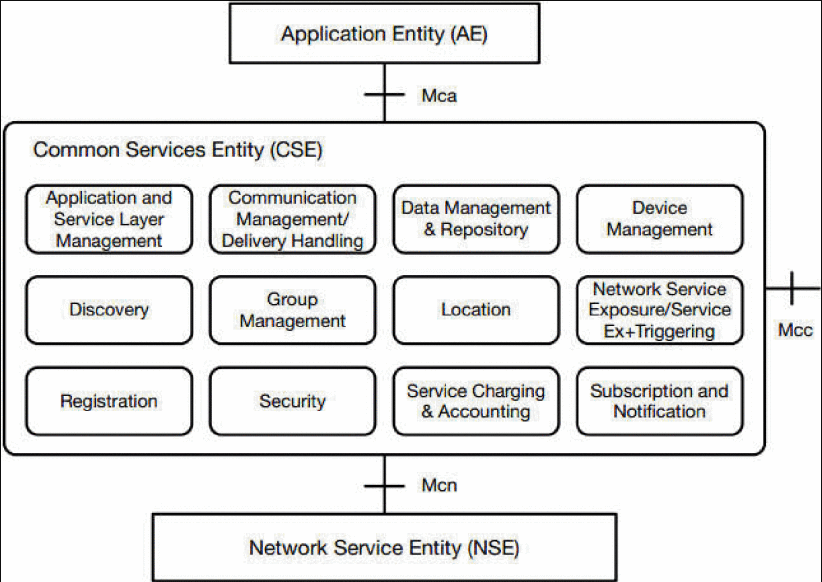 Application Entity (AE)
Mca
Common Services Entity (CSE)
Application and
Service Layer
Management
Communication
Management/
Delivery Handling
Data Management
& Repository
Device
Management
Discovery
Group
Management
Location
Network Service
Exposure/Service
Ex+Triggering
Mcc
Registration
Security
Service Charging
& Accounting
Subscription and
Notification
Mcn
Network Service Entity (NSE)